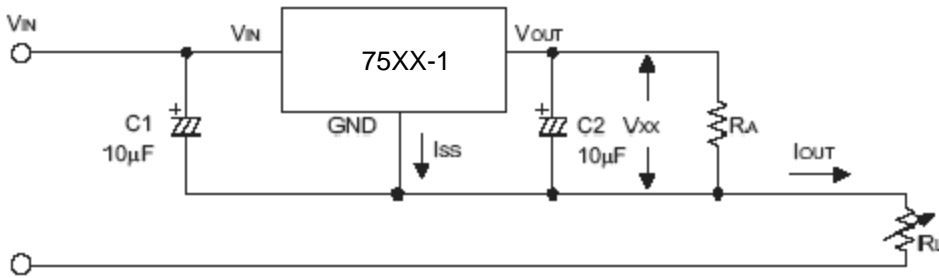 VIN
VIN
75XX-1
VOUT
C1
10µF
GND
ISS
C2
10µF
VXX
RA
IOUT
RL